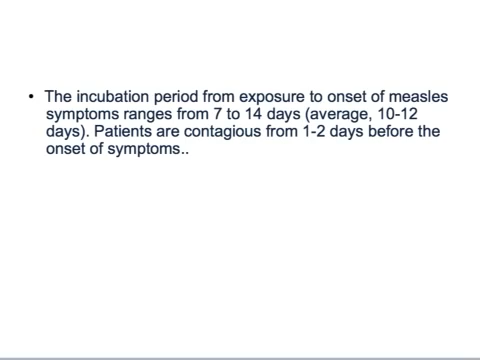 • The incubation period from exposure to onset of measles
symptoms ranges from 7 to 14 days (average, 10-12
days). Patients are contagious from 1-2 days before the
onset of symptoms..